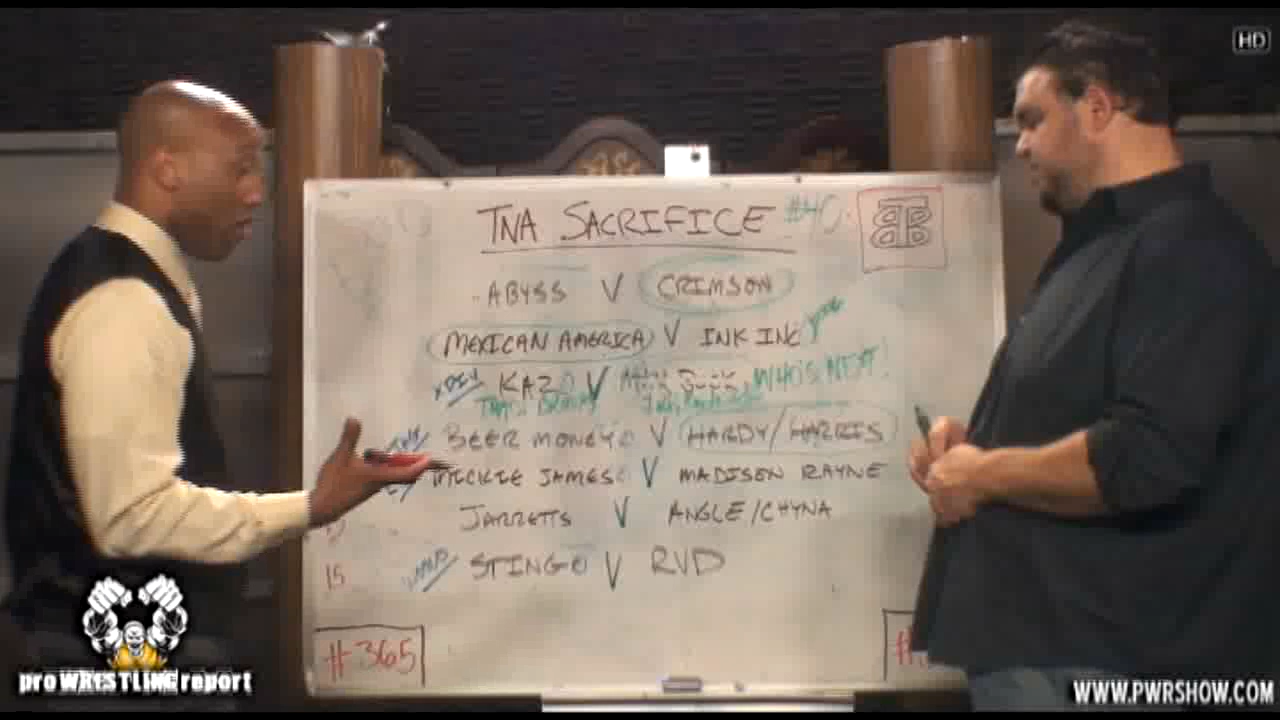 HD
TNA SACRIFICE #40
ABYSS V CRIMSON
MEXICAN AMERICA V INK INC
XDIV KAZ V WHO'S NEXT!
BEER MONEY V HARDY/HARRIS
MICKIE JAMES V MADISON RAYNE
JARRETTS V ANGLE/CHYNA
STING V RVD
15
#365
#
proWRESTLINGreport
WWW.PWRSHOW.COM